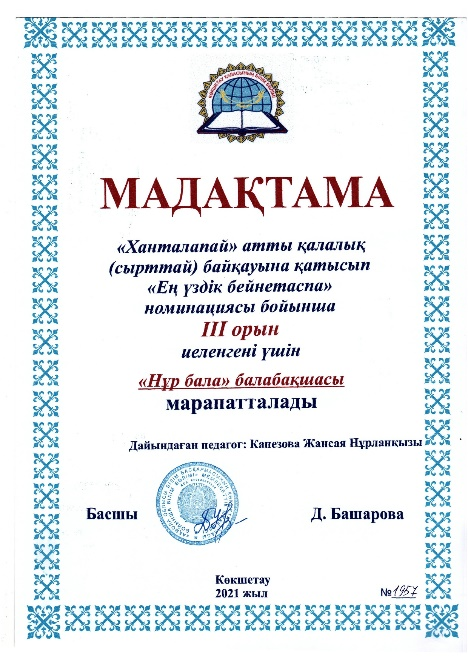 МАДАҚТАМА
«Ханталапай» атты қалалық
(сырттай) байқауына қатысып
«Ең үздік бейнетаспа»
номинациясы бойынша
III орын
иеленгені үшін
«Нұр бала» балабақшасы
марапатталады
Дайындаған педагог: Капезова Жансая Нұрланқызы
Басшы Д. Башарова
Көкшетау
2021 жыл №1957